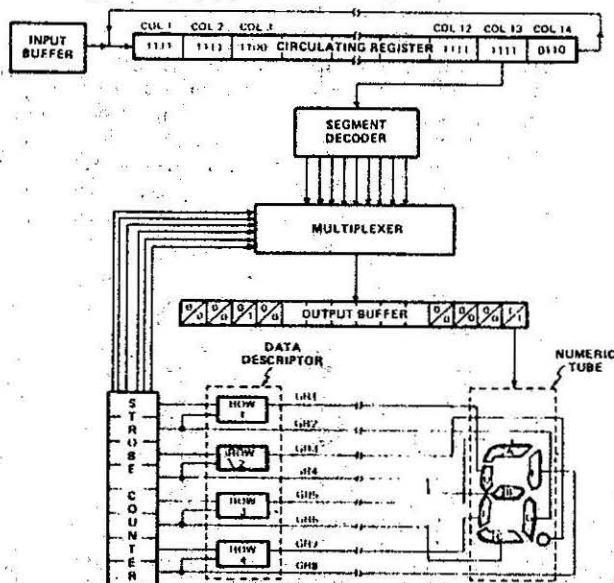 COL 1 COL 2 COL 3 COL 12 COL 13 COL 14
INPUT
BUFFER
1111 1111 1100 CIRCULATING REGISTER 1111 1111 0110
SEGMENT
DECODER
MULTIPLEXER
OUTPUT BUFFER
DATA
DESCRIPTOR
NUMERIC
TUBE
STROBE COUNTER
ROW
1
GR1
GR2
ROW
2
GR3
GR4
ROW
3
GR5
GR6
ROW
4
GR7
GR8